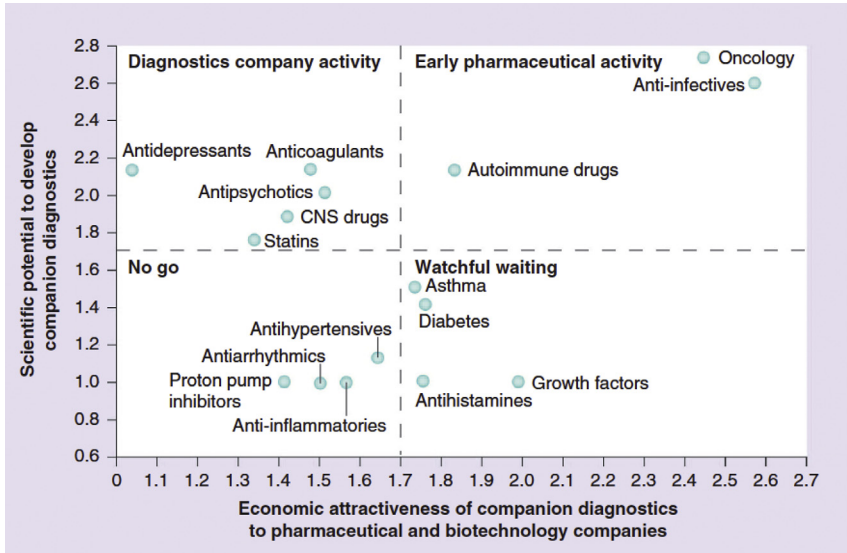 2.8
2.6
2.4
2.2
2.0
1.8
1.6
1.4
1.2
1.0
0.8
0.6
Scientific potential to develop
companion diagnostics
Diagnostics company activity
Early pharmaceutical activity
Oncology
Anti-infectives
Antidepressants
Anticoagulants
Autoimmune drugs
Antipsychotics
CNS drugs
Statins
No go
Watchful waiting
Asthma
Diabetes
Antihypertensives
Antiarrhythmics
Proton pump
inhibitors
Anti-inflammatories
Antihistamines
Growth factors
0 1.1 1.2 1.3 1.4 1.5 1.6 1.7 1.8 1.9 2.0 2.1 2.2 2.3 2.4 2.5 2.6 2.7
Economic attractiveness of companion diagnostics
to pharmaceutical and biotechnology companies